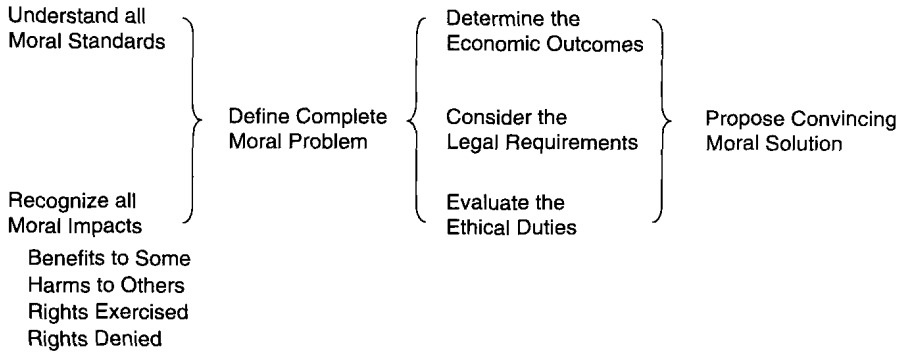 Understand all
Moral Standards
Recognize all
Moral Impacts
Benefits to Some
Harms to Others
Rights Exercised
Rights Denied
Define Complete
Moral Problem
Determine the
Economic Outcomes
Consider the
Legal Requirements
Evaluate the
Ethical Duties
Propose Convincing
Moral Solution